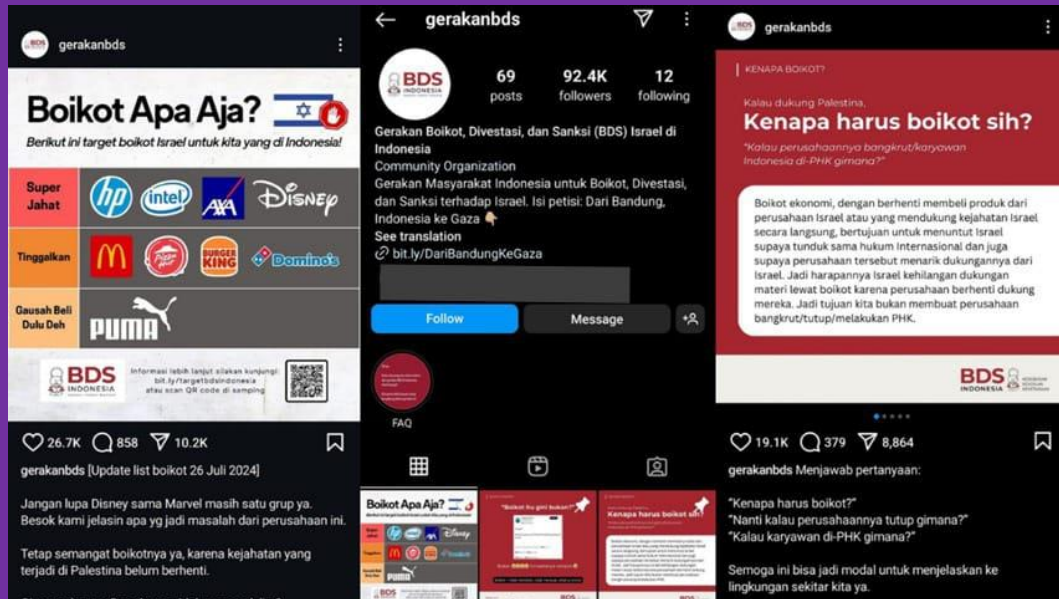 gerakanbds
Boikot Apa Aja?
Berikut ini target boikot Israel untuk kita yang di Indonesia!
Super
Jahat
hp
intel
AXA
Disney
Tinggalkan
Pizza
Hut
BURGER
KING
Domino's
Gausah Beli
Dulu Deh
PUMA
BDS
INDONESIA
Informasi lebih lanjut silakan kunjungi
bit.ly/targetbdsindonesia
atau scan QR code di samping
26.7K 858 10.2K
gerakanbds [Update list boikot 26 Juli 2024]
Jangan lupa Disney sama Marvel masih satu grup ya.
Besok kami jelasin apa yg jadi masalah dari perusahaan ini.
Tetap semangat boikotnya ya, karena kejahatan yang
terjadi di Palestina belum berhenti.
gerakanbds
BDS
INDONESIA
69 92.4K 12
posts followers following
Gerakan Boikot, Divestasi, dan Sanksi (BDS) Israel di
Indonesia
Community Organization
Gerakan Masyarakat Indonesia untuk Boikot, Divestasi,
dan Sanksi terhadap Israel. Isi petisi: Dari Bandung,
Indonesia ke Gaza
See translation
bit.ly/DariBandungKeGaza
Follow Message
FAQ
Boikot Apa Aja?
"Boikot itu gini bukan?"
Kenapa harus boikot sih?
PUMA
gerakanbds
KENAPA BOIKOT?
Kalau dukung Palestina,
Kenapa harus boikot sih?
"Kalau perusahaannya bangkrut/karyawan
Indonesia di-PHK gimana?"
Boikot ekonomi, dengan berhenti membeli produk dari
perusahaan Israel atau yang mendukung kejahatan Israel
secara langsung, bertujuan untuk menuntut Israel
supaya tunduk sama hukum Internasional dan juga
supaya perusahaan tersebut menarik dukungannya dari
Israel. Jadi harapannya Israel kehilangan dukungan
materi lewat boikot karena perusahaan berhenti dukung
mereka. Jadi tujuan kita bukan membuat perusahaan
bangkrut/tutup/melakukan PHK.
BDS
INDONESIA
19.1K 379 8,864
gerakanbds Menjawab pertanyaan:
"Kenapa harus boikot?"
"Nanti kalau perusahaannya tutup gimana?"
"Kalau karyawan di-PHK gimana?"
Semoga ini bisa jadi modal untuk menjelaskan ke
lingkungan sekitar kita ya.